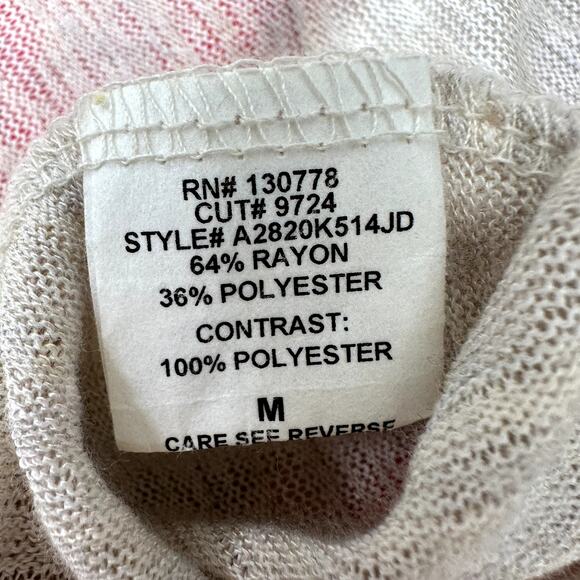 RN# 130778
CUT# 9724
STYLE# A2820K514JD
64% RAYON
36% POLYESTER
CONTRAST:
100% POLYESTER
M
CARE SEE REVERSE